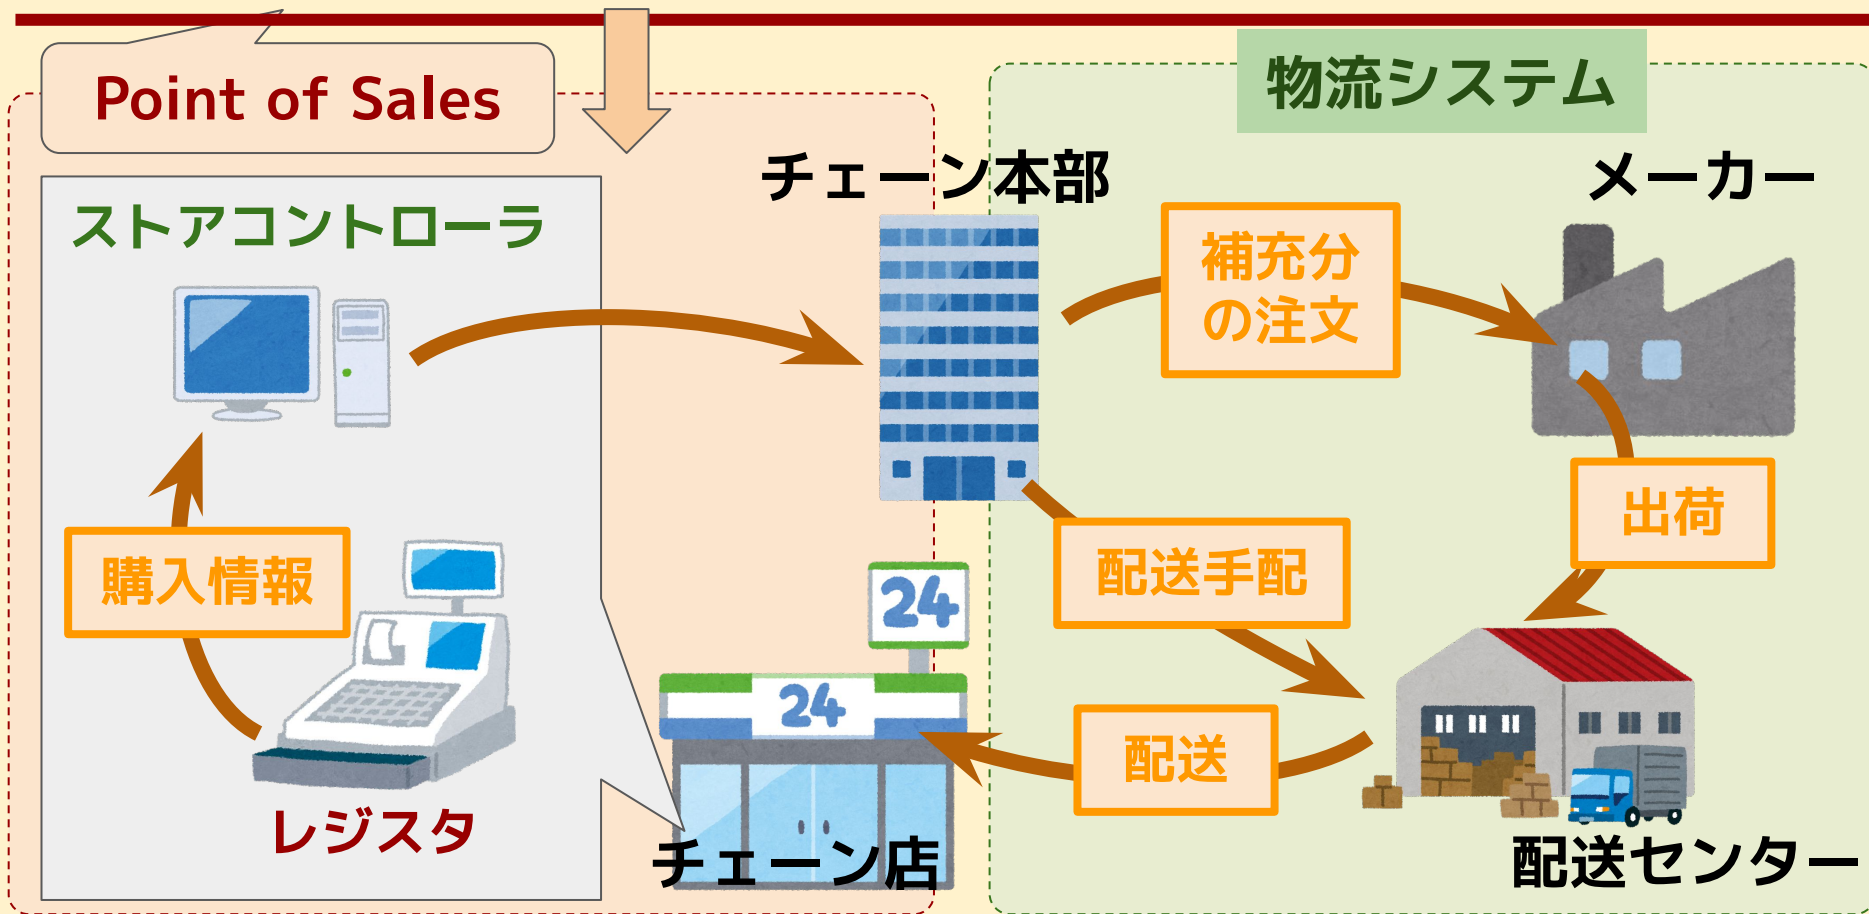 Point of Sales
物流システム
チェーン本部
メーカー
ストアコントローラ
補充分
の注文
出荷
購入情報
配送手配
24
24
配送
レジスタ
チェーン店
配送センター